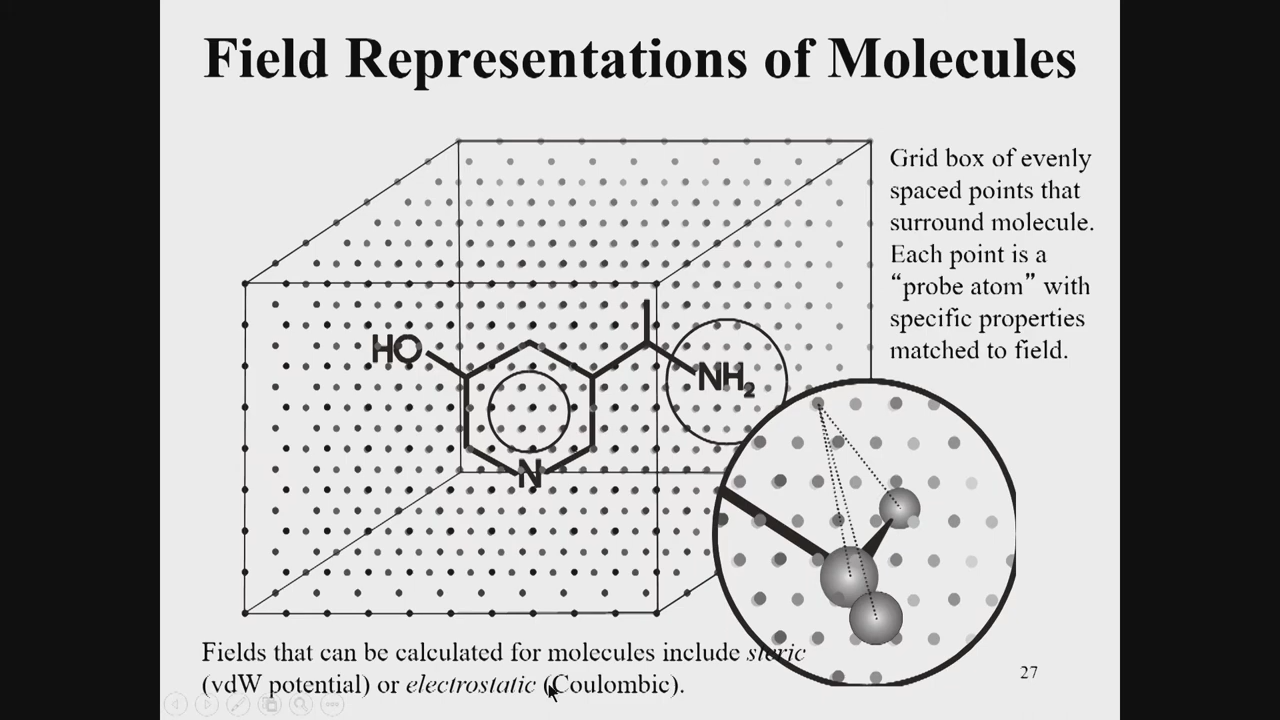 Field Representations of Molecules
Grid box of evenly
spaced points that
surround molecule.
Each point is a
“probe atom” with
specific properties
matched to field.
HO
NH2
N
Fields that can be calculated for molecules include steric
(vdW potential) or electrostatic (Coulombic).
27